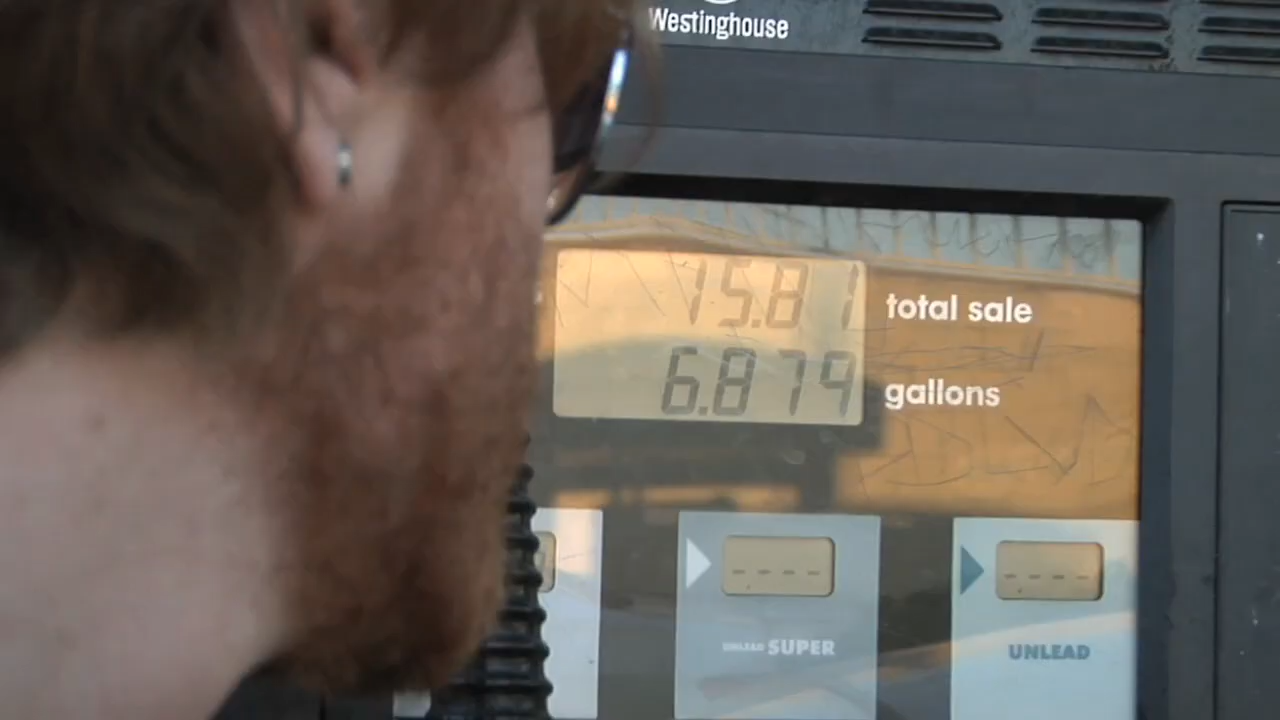 Westinghouse
15.81 total sale
6.879 gallons
UNLEAD SUPER
UNLEAD